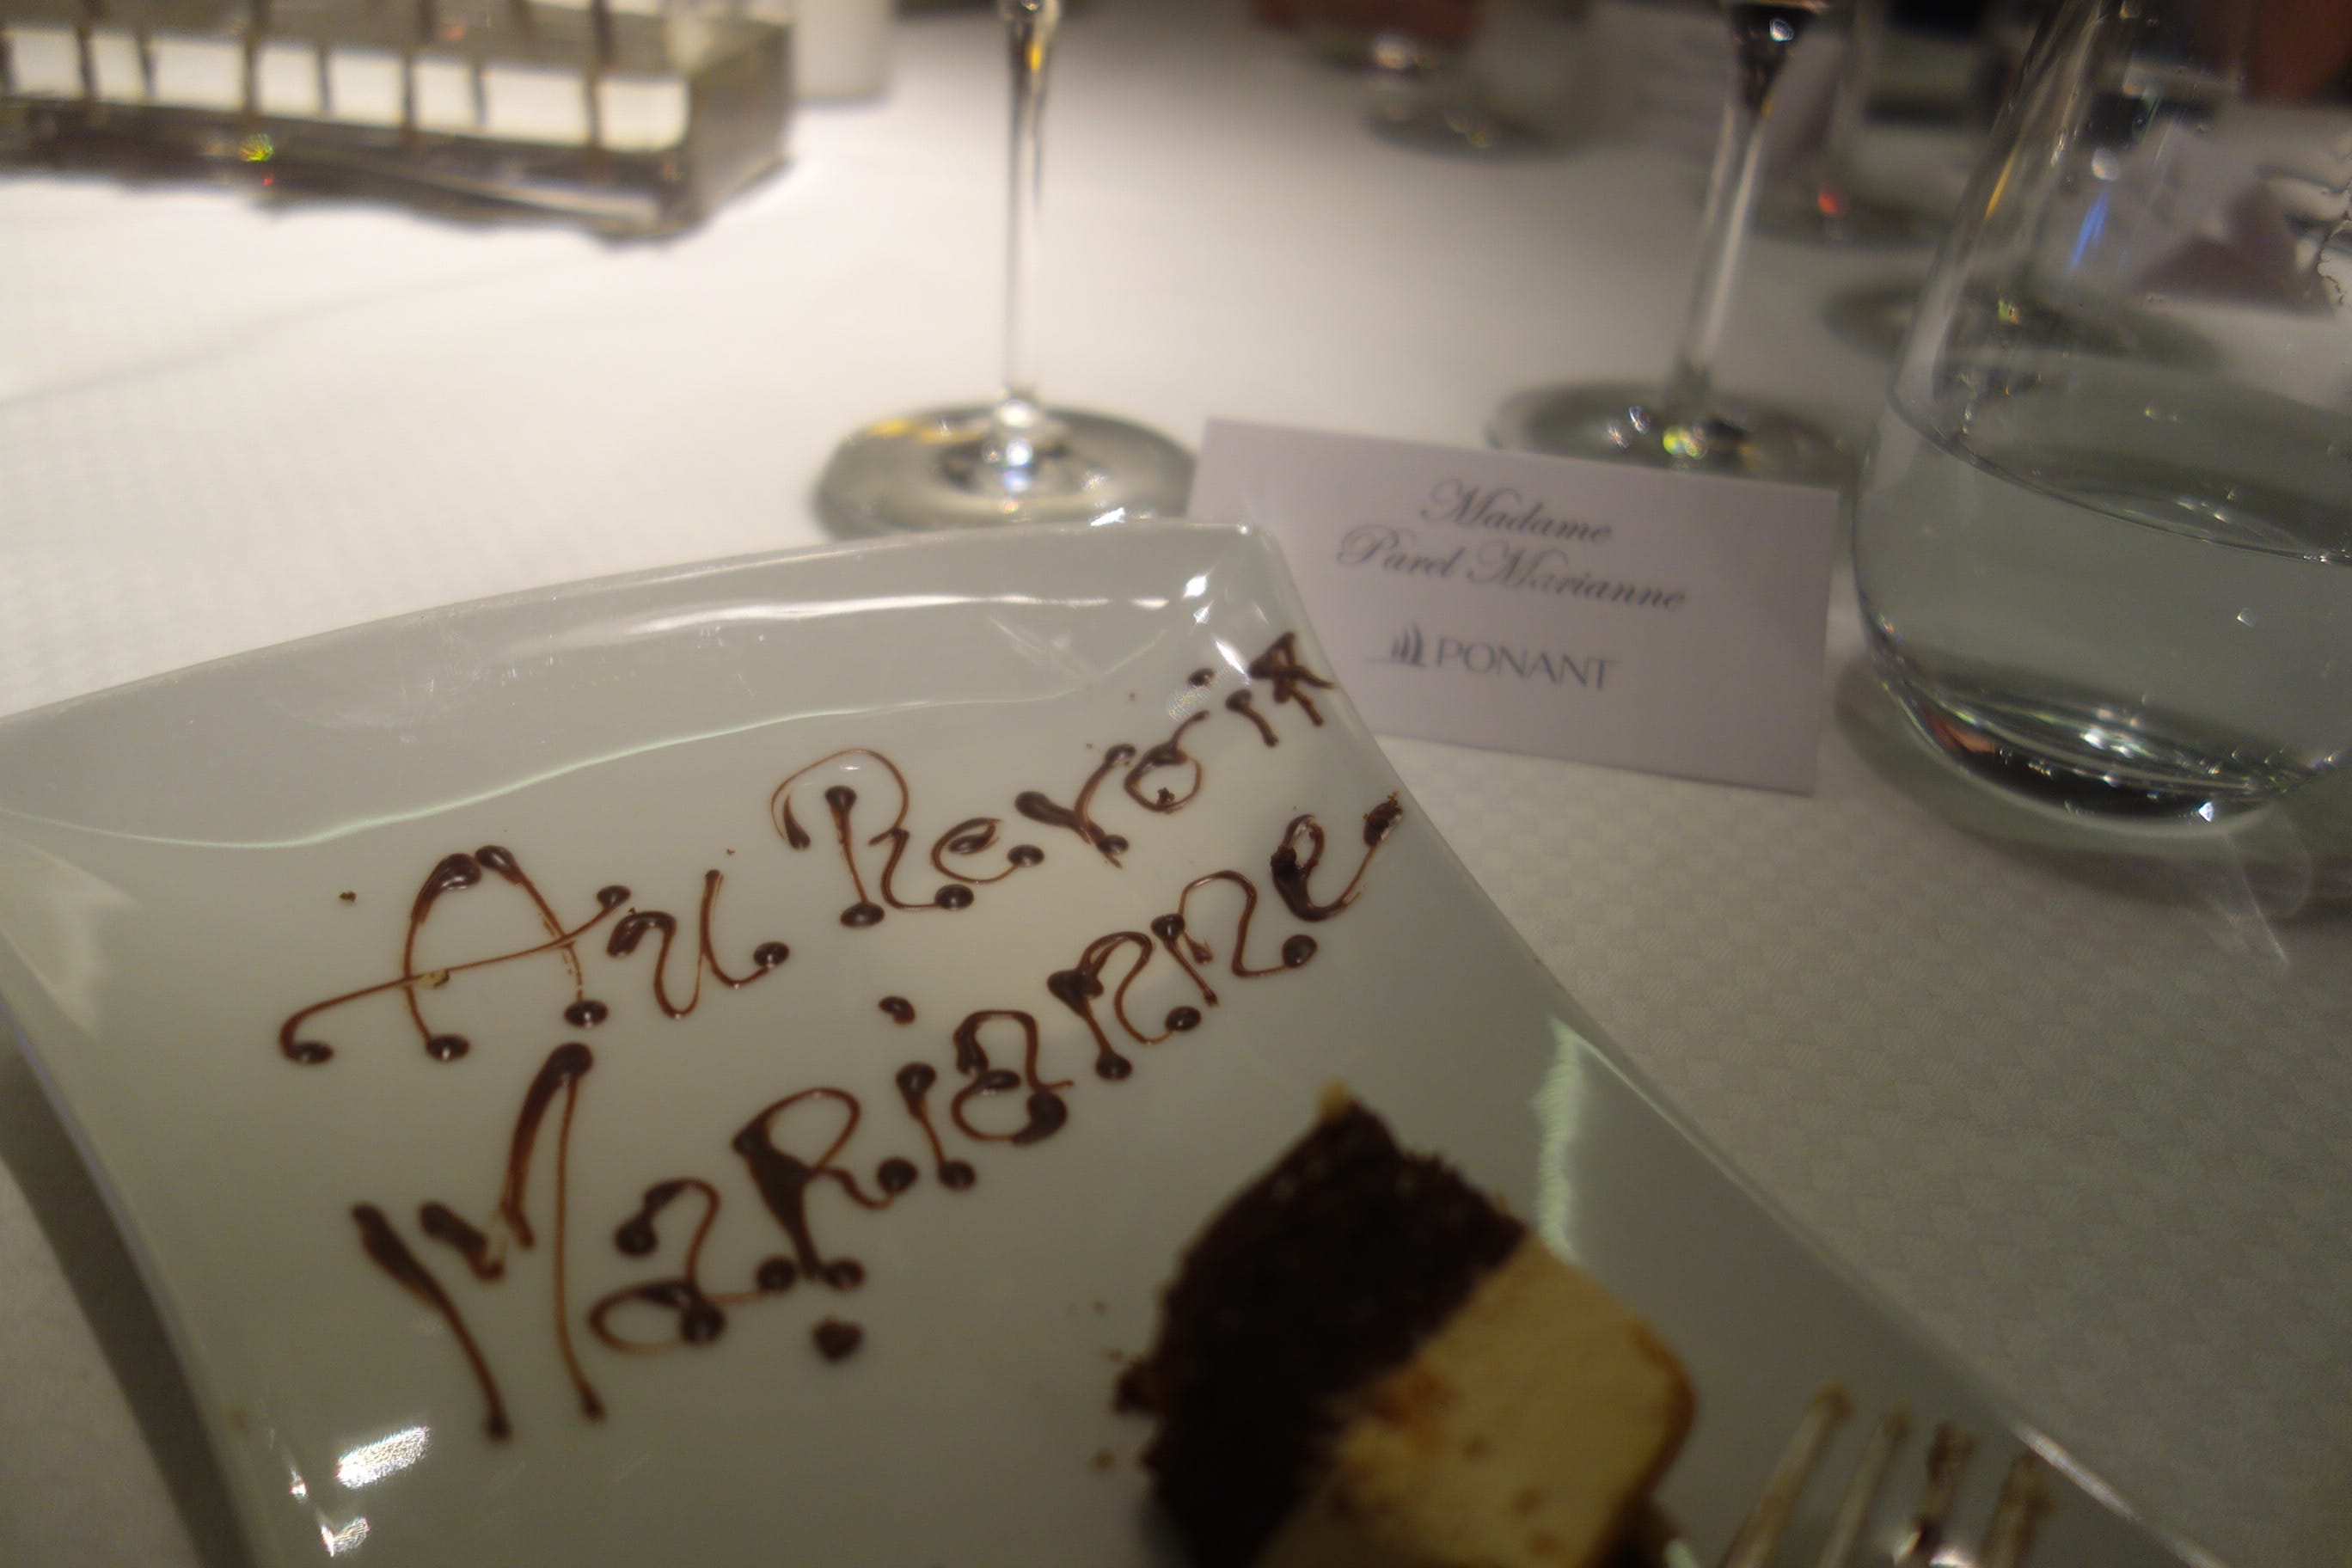 Madame
Parel Marianne
PONANT
Au Revoir
Marianne